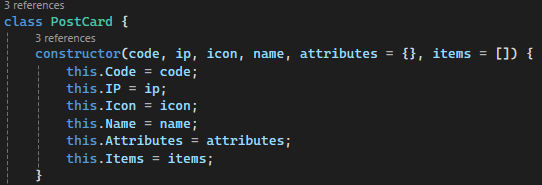 3 references
class PostCard {
3 references
constructor(code, ip, icon, name, attributes = {}, items = []) {
this.Code = code;
this.IP = ip;
this.Icon = icon;
this.Name = name;
this.Attributes = attributes;
this.Items = items;
}